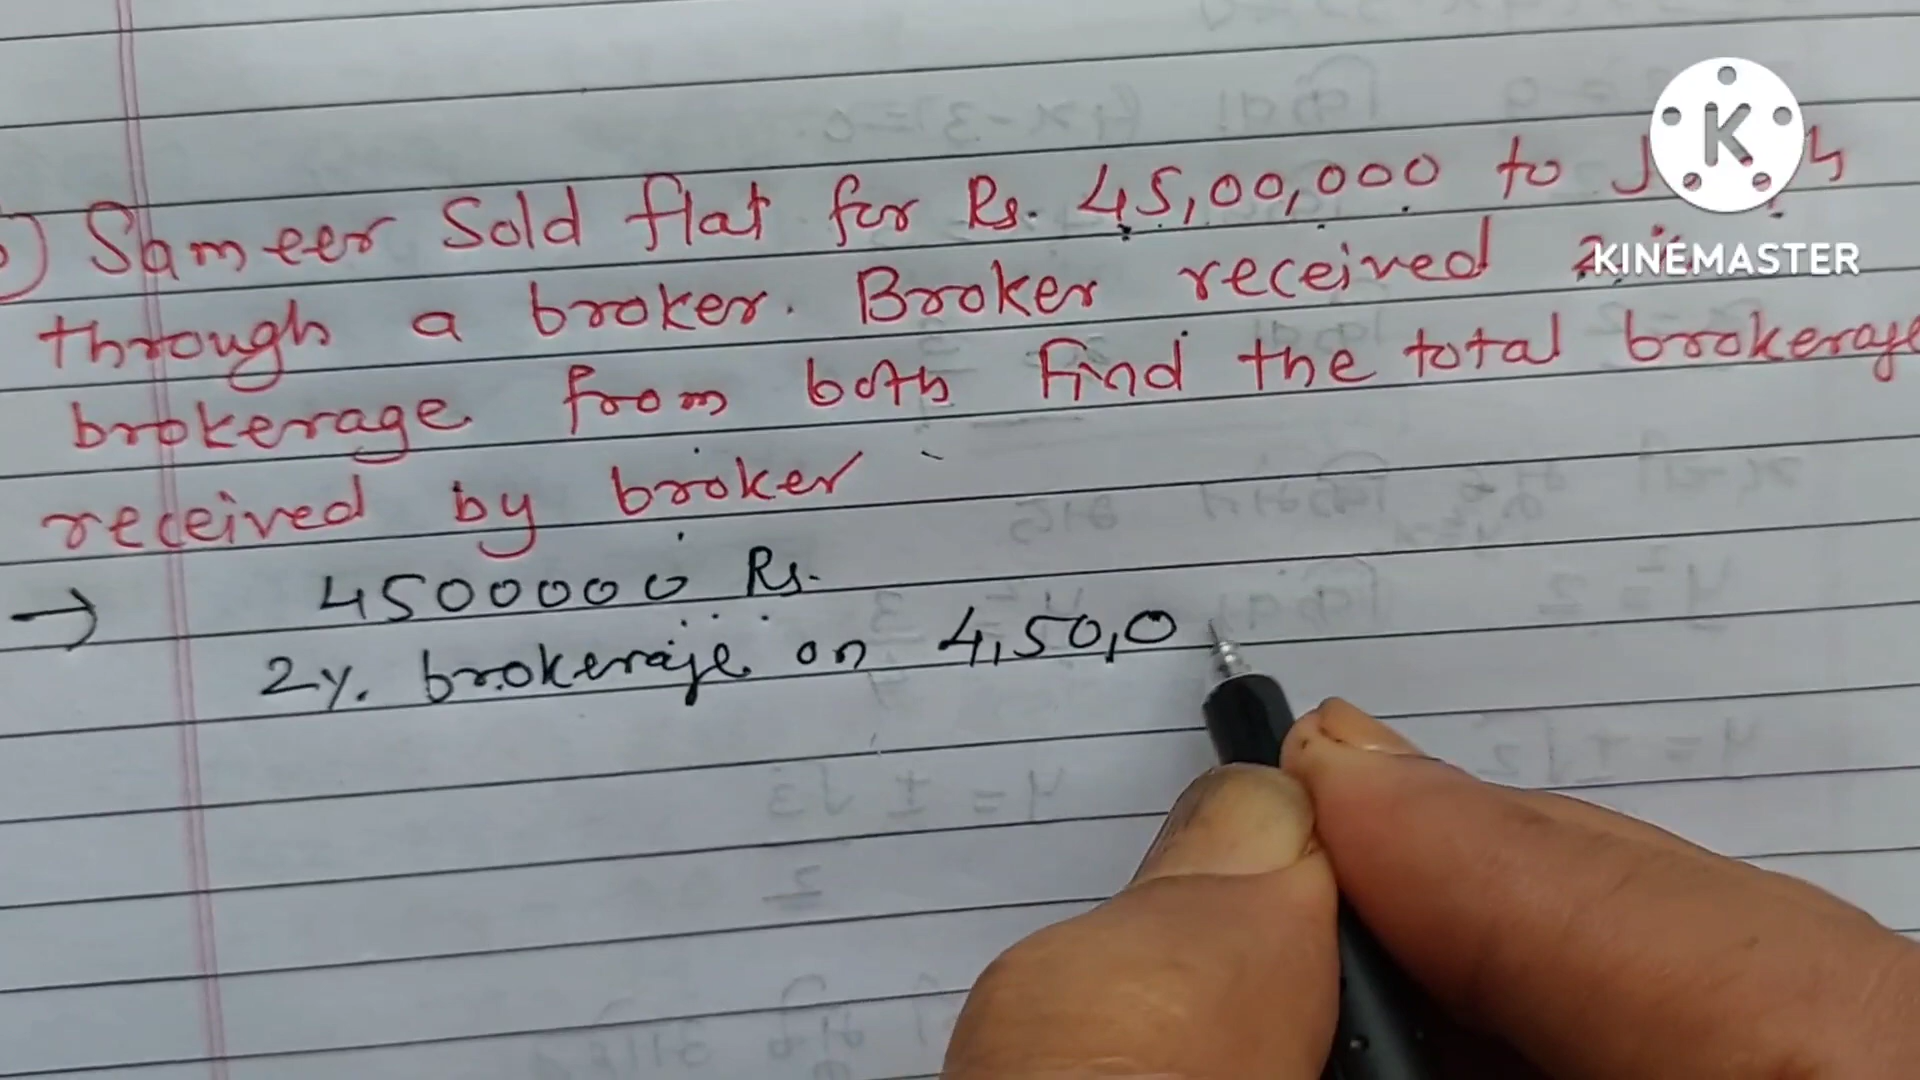 Sameer Sold flat for Rs. 45,00,000 to
through a broker. Broker received 2%
brokerage from both Find the total brokerage
received by broker
→ 4500000 Rs.
2%. brokeraje on 4,50,0
K
KINEMASTER